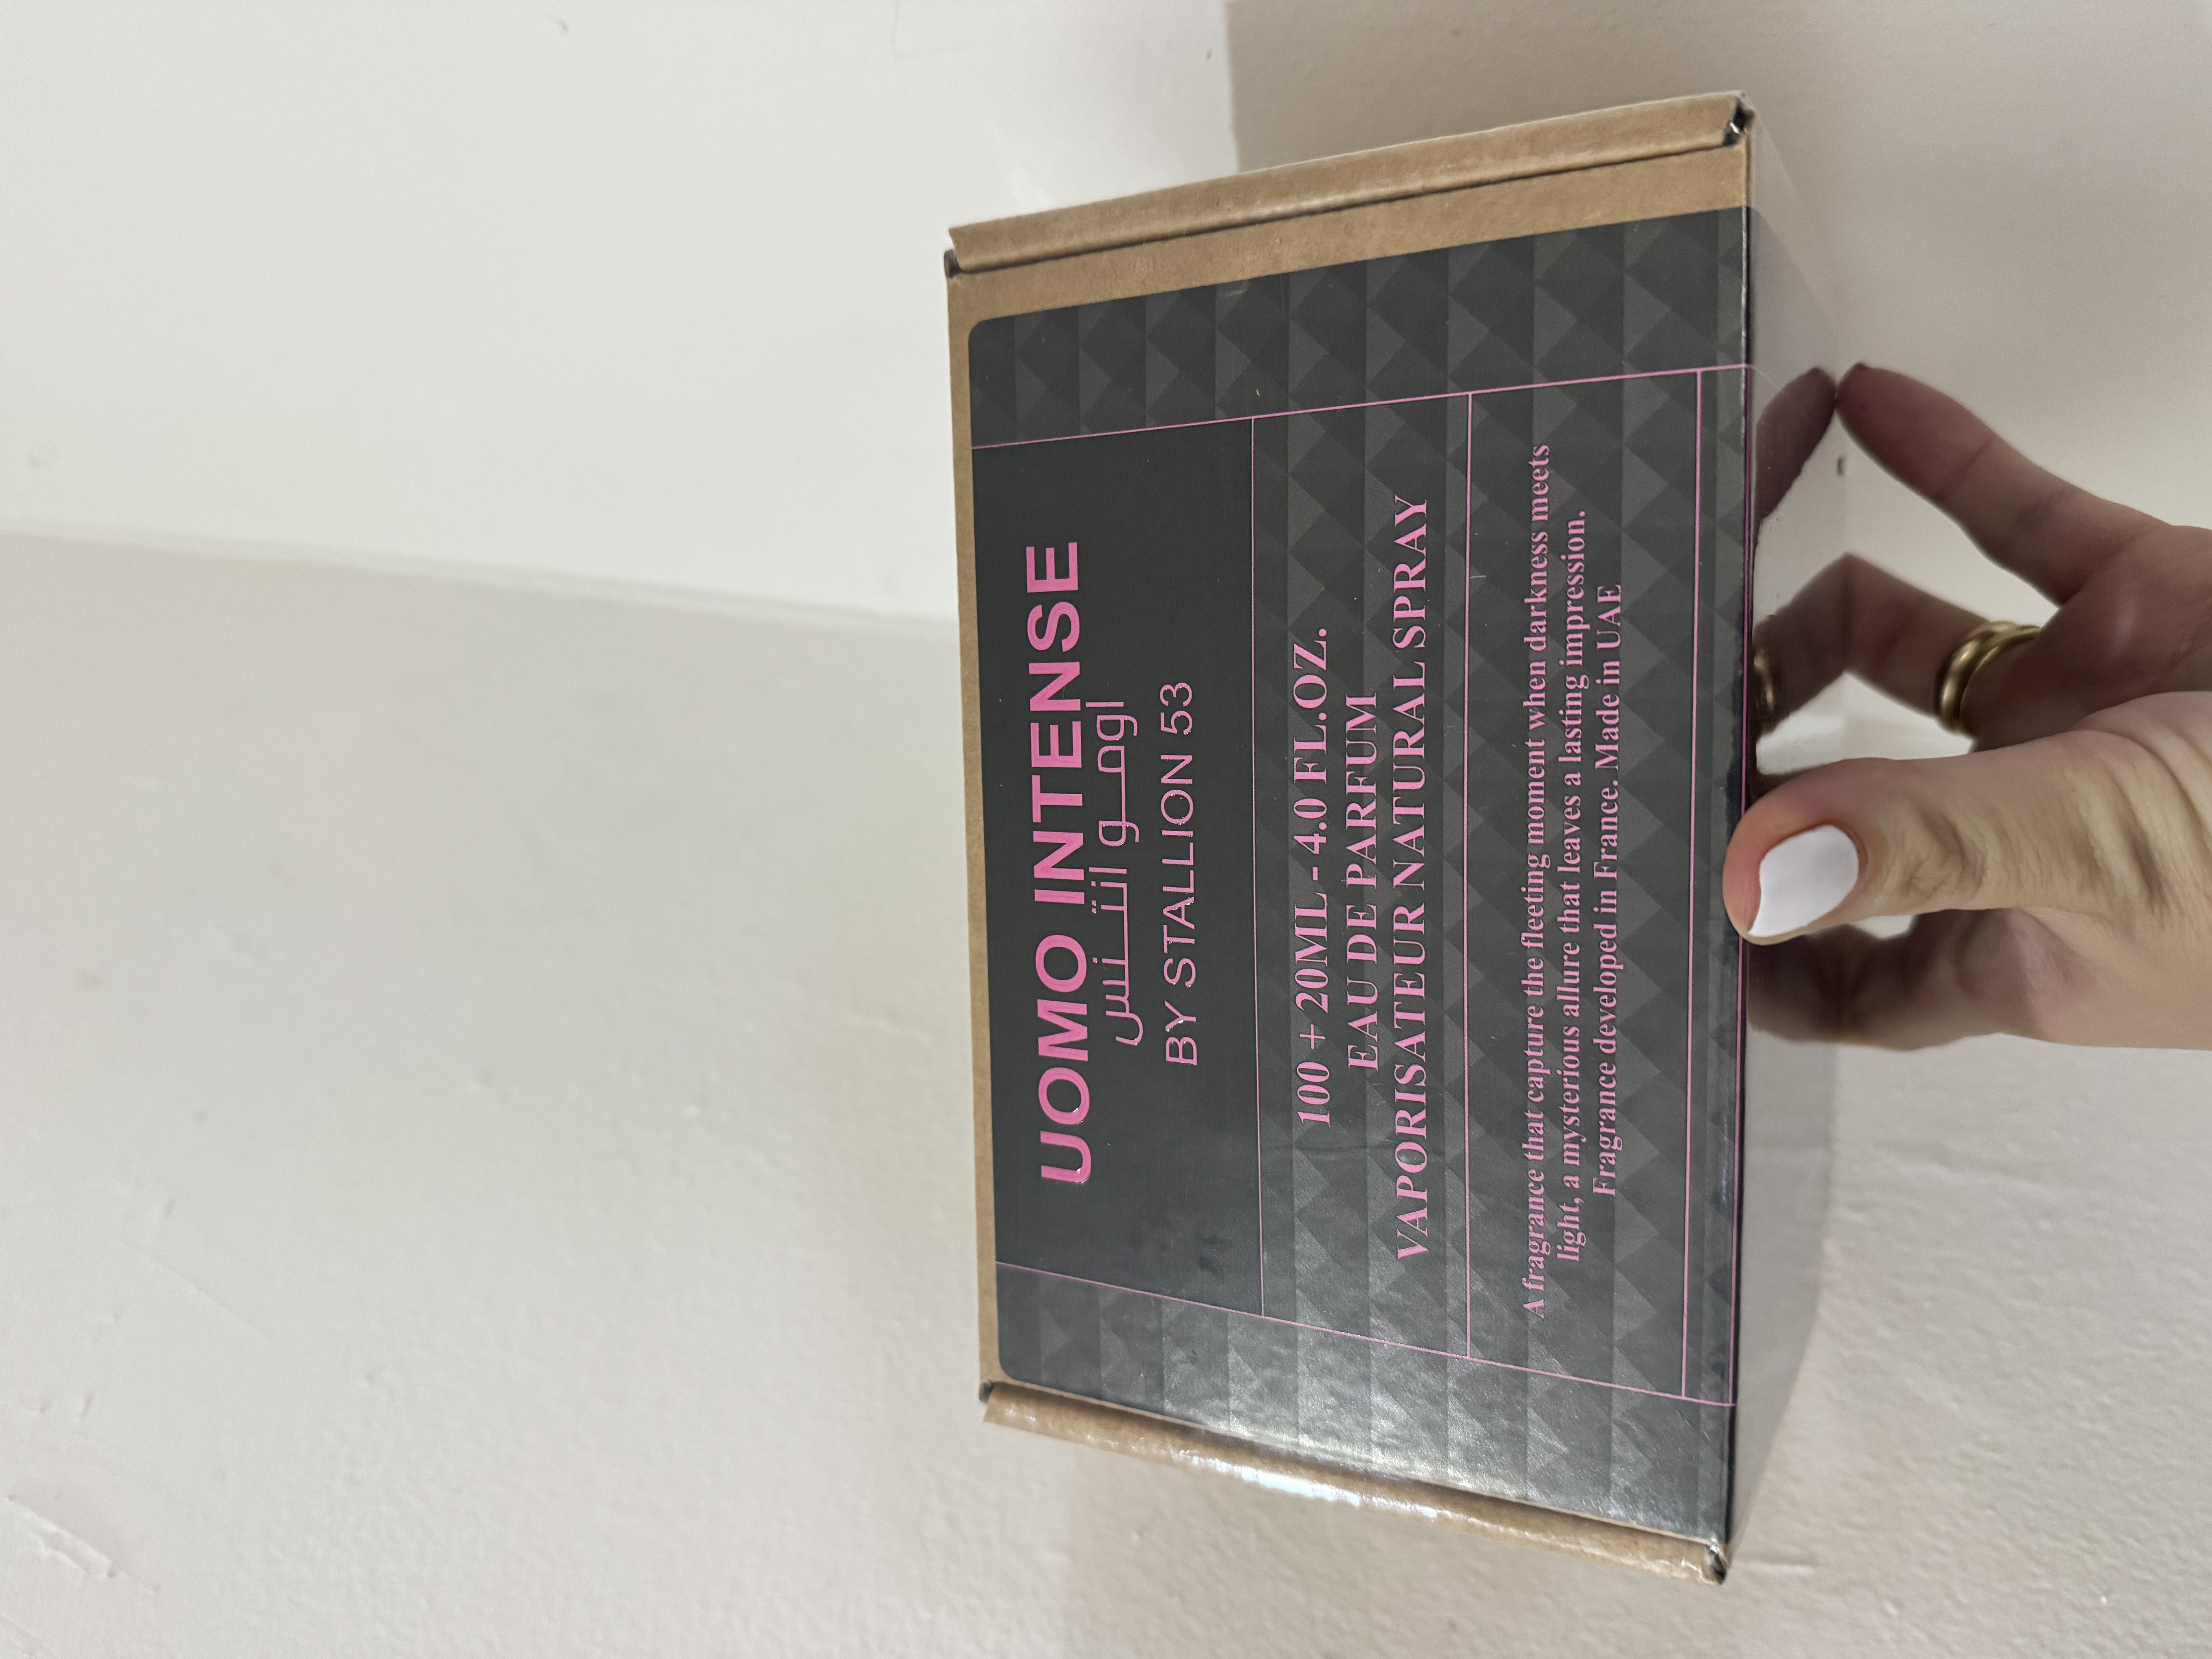 UOMO INTENSE
اومـــو انتـــنس
BY STALLION 53
100 + 20ML - 4.0 FL.OZ.
EAU DE PARFUM
VAPORISATEUR NATURAL SPRAY
A fragrance that capture the fleeting moment when darkness meets
light, a mysterious allure that leaves a lasting impression.
Fragrance developed in France. Made in UAE